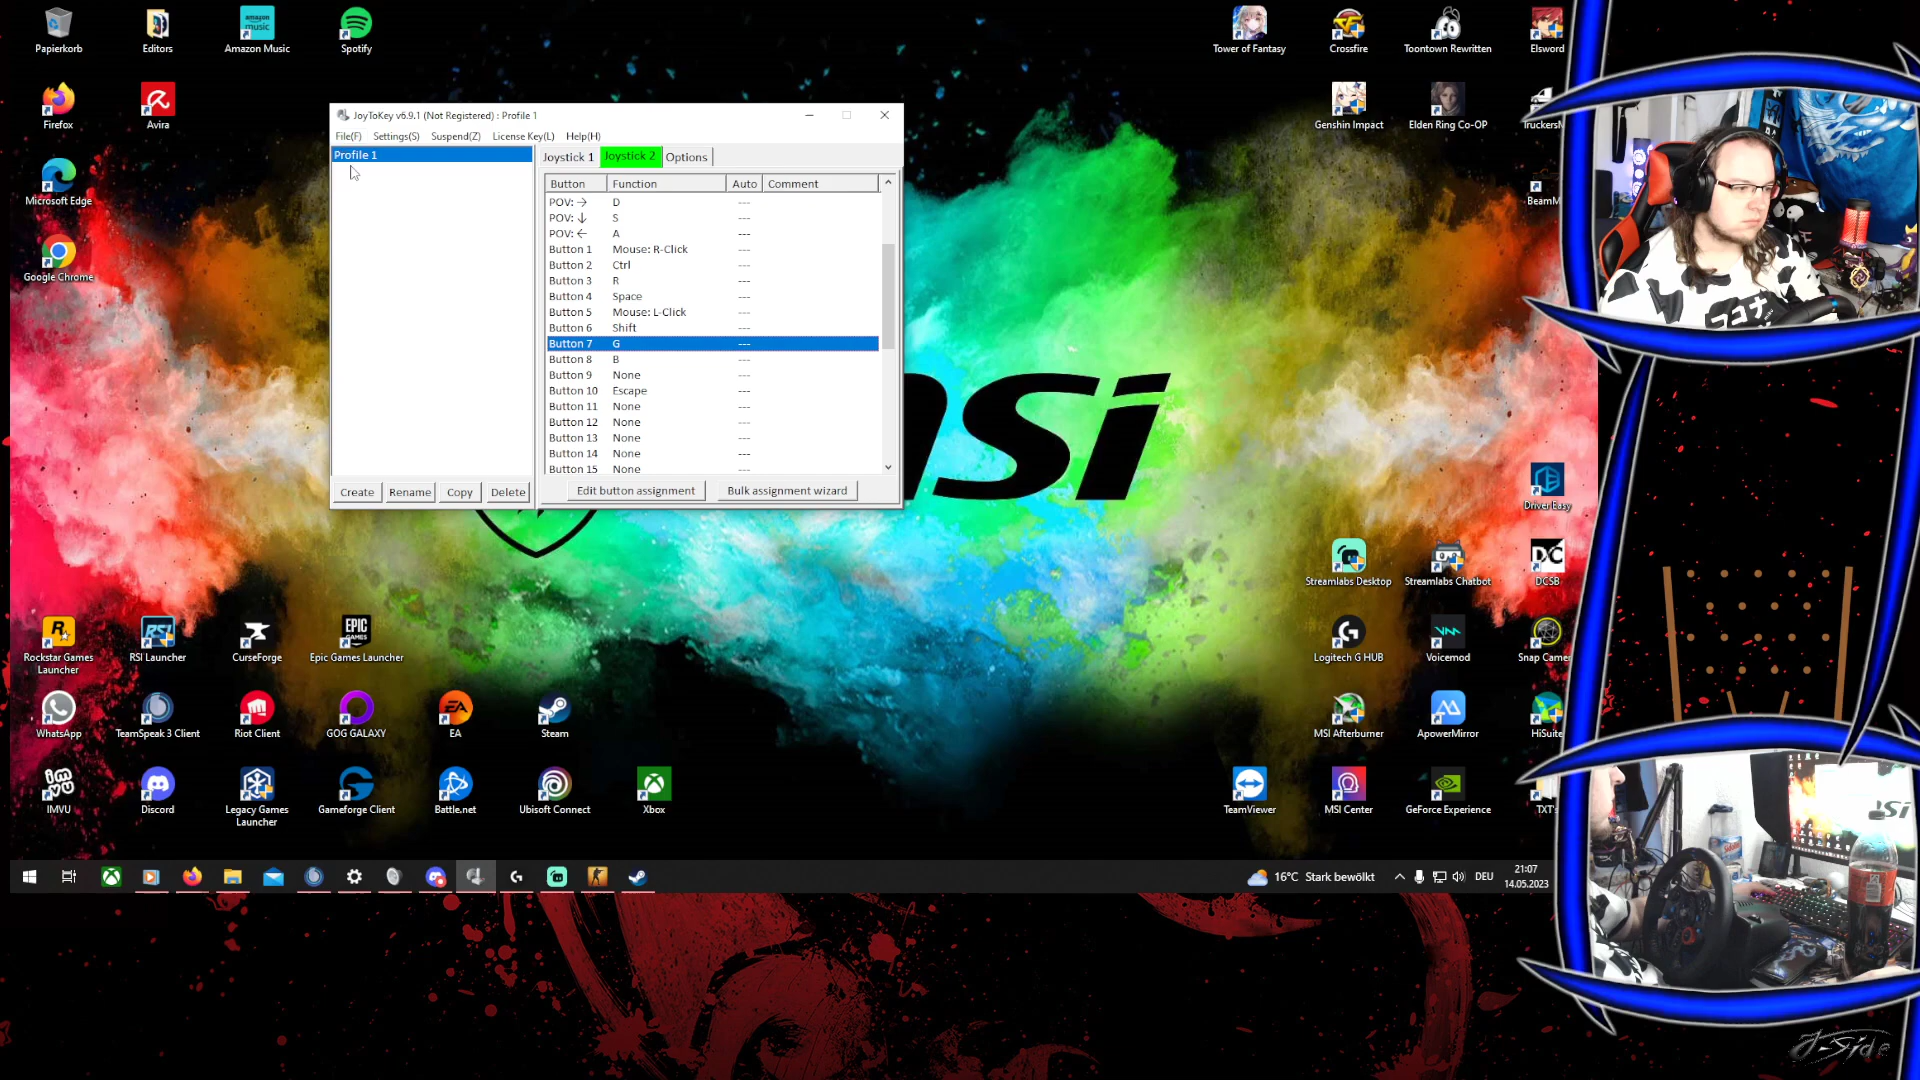 Papierkorb
Editors
Amazon Music
Spotify
Tower of Fantasy
Crossfire
Toontown Rewritten
Elsword
Firefox
Avira
Genshin Impact
Elden Ring Co-OP
Microsoft Edge
Google Chrome
JoyToKey v6.9.1 (Not Registered) : Profile 1
File(F) Settings(S) Suspend(Z) License Key(L) Help(H)
Profile 1
Joystick 1 Joystick 2 Options
Button Function Auto Comment
POV: → D ---
POV: ↓ S ---
POV: ← A ---
Button 1 Mouse: R-Click ---
Button 2 Ctrl ---
Button 3 R ---
Button 4 Space ---
Button 5 Mouse: L-Click ---
Button 6 Shift ---
Button 7 G ---
Button 8 B ---
Button 9 None ---
Button 10 Escape ---
Button 11 None ---
Button 12 None ---
Button 13 None ---
Button 14 None ---
Button 15 None ---
Create Rename Copy Delete
Edit button assignment Bulk assignment wizard
Driver Easy
Streamlabs Desktop
Streamlabs Chatbot
DCSB
Rockstar Games
Launcher
RSI Launcher
CurseForge
EPIC
GAMES
Epic Games Launcher
Logitech G HUB
Voicemod
WhatsApp
TeamSpeak 3 Client
Riot Client
GOG GALAXY
EA
Steam
MSI Afterburner
ApowerMirror
HiSuite
IMVU
Discord
Legacy Games
Launcher
Gameforge Client
Battle.net
Ubisoft Connect
Xbox
TeamViewer
MSI Center
GeForce Experience
16°C Stark bewölkt
DEU
21:07
14.05.2023
ココナ